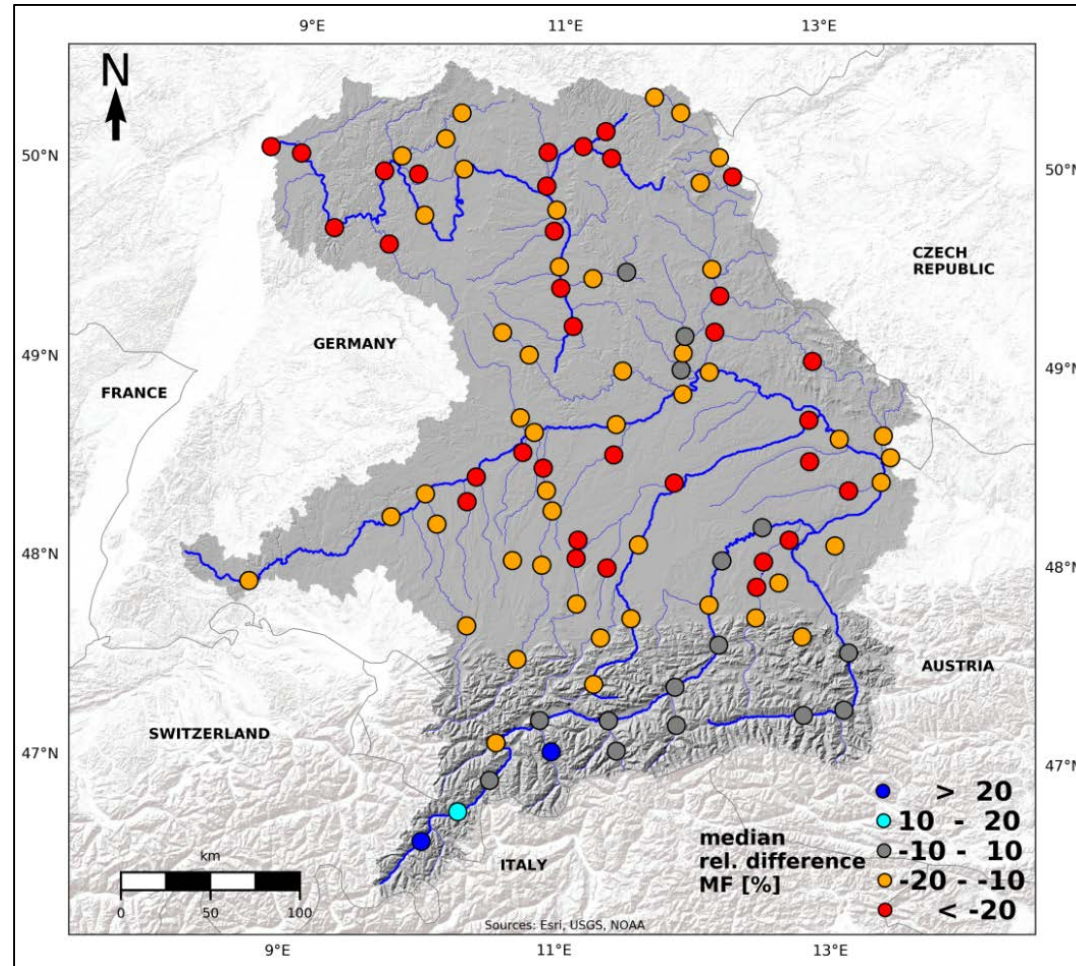 9°E 11°E 13°E
N
50°N 50°N
CZECH
REPUBLIC
GERMANY
49°N 49°N
FRANCE
48°N 48°N
AUSTRIA
SWITZERLAND
47°N 47°N
> 20
10 - 20
median
rel. difference
MF [%]
-10 - 10
-20 - -10
< -20
ITALY
km
0 50 100
Sources: Esri, USGS, NOAA
9°E 11°E 13°E